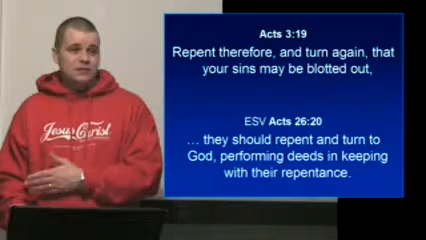 Acts 3:19
Repent therefore, and turn again, that
your sins may be blotted out,
ESV Acts 26:20
… they should repent and turn to
God, performing deeds in keeping
with their repentance.
Jesus Christ